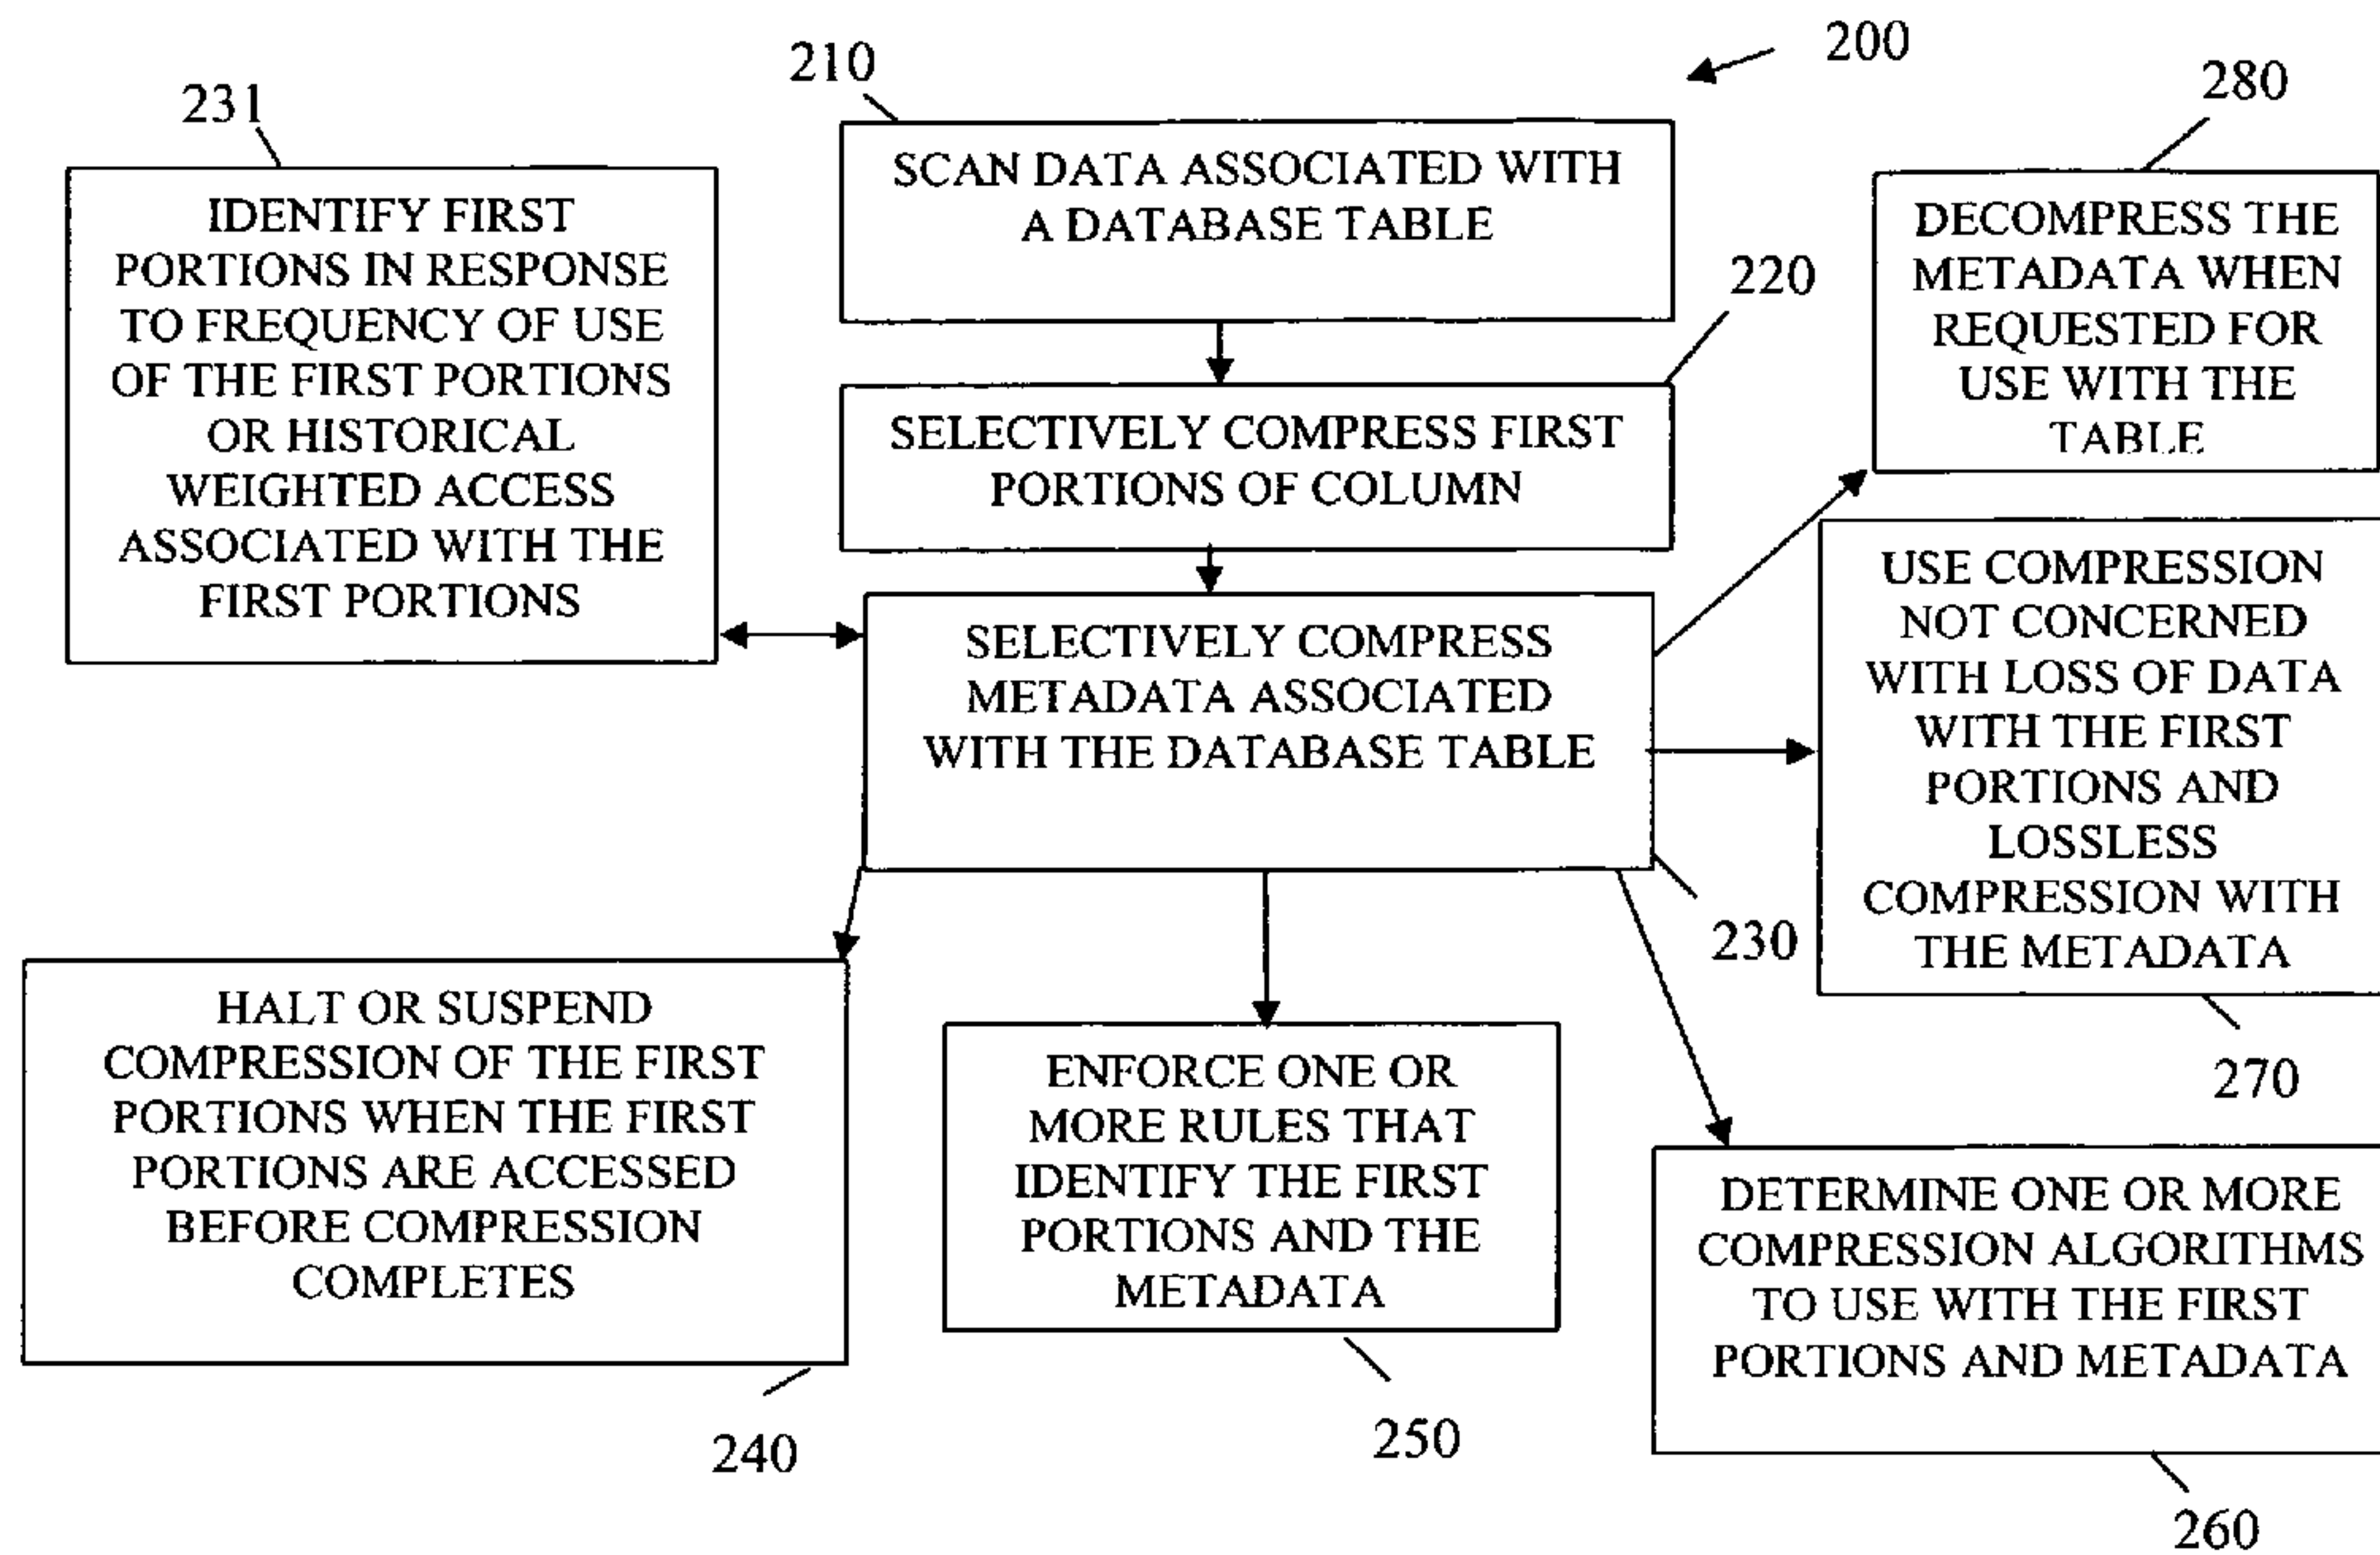 200
210
SCAN DATA ASSOCIATED WITH
A DATABASE TABLE
231
IDENTIFY FIRST
PORTIONS IN RESPONSE
TO FREQUENCY OF USE
OF THE FIRST PORTIONS
OR HISTORICAL
WEIGHTED ACCESS
ASSOCIATED WITH THE
FIRST PORTIONS
280
DECOMPRESS THE
METADATA WHEN
REQUESTED FOR
USE WITH THE
TABLE
220
SELECTIVELY COMPRESS FIRST
PORTIONS OF COLUMN
SELECTIVELY COMPRESS
METADATA ASSOCIATED
WITH THE DATABASE TABLE
230
USE COMPRESSION
NOT CONCERNED
WITH LOSS OF DATA
WITH THE FIRST
PORTIONS AND
LOSSLESS
COMPRESSION WITH
THE METADATA
270
HALT OR SUSPEND
COMPRESSION OF THE FIRST
PORTIONS WHEN THE FIRST
PORTIONS ARE ACCESSED
BEFORE COMPRESSION
COMPLETES
240
ENFORCE ONE OR
MORE RULES THAT
IDENTIFY THE FIRST
PORTIONS AND THE
METADATA
250
DETERMINE ONE OR MORE
COMPRESSION ALGORITHMS
TO USE WITH THE FIRST
PORTIONS AND METADATA
260